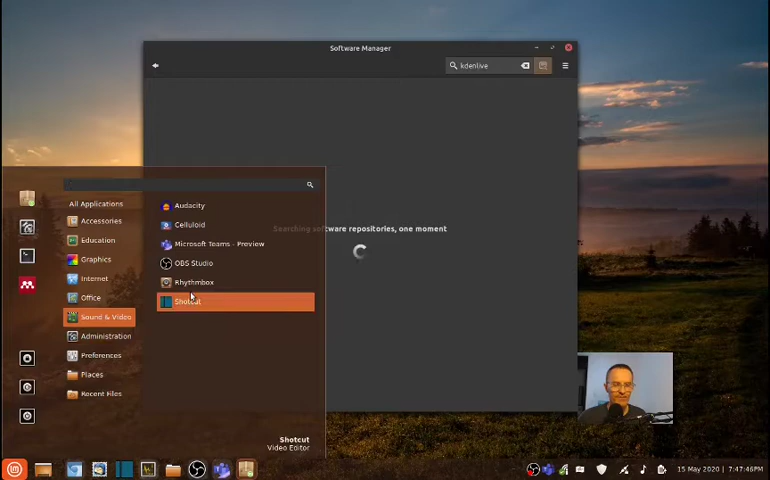 Software Manager
kdenlive
Searching software repositories, one moment
All Applications
Accessories
Education
Graphics
Internet
Office
Sound & Video
Administration
Preferences
Places
Recent Files
Audacity
Celluloid
Microsoft Teams - Preview
OBS Studio
Rhythmbox
Shotcut
Shotcut
Video Editor
15 May 2020 | 7:47:46PM